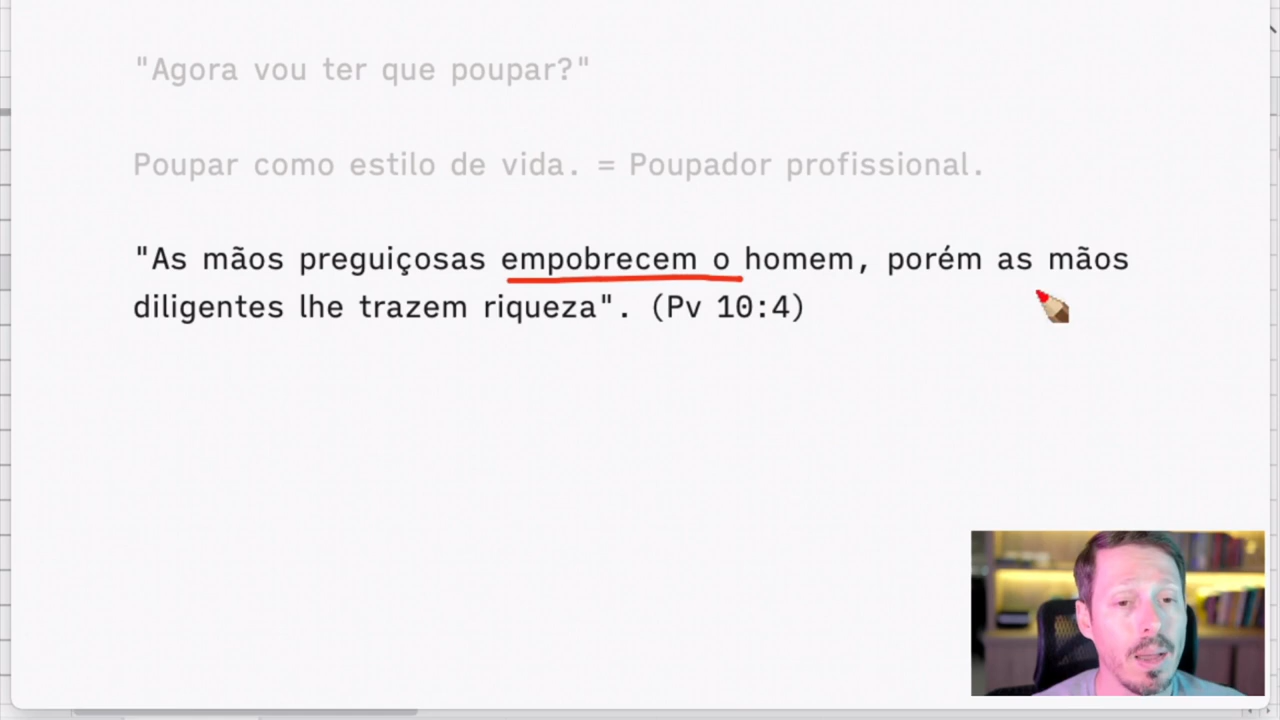 "Agora vou ter que poupar?"
Poupar como estilo de vida. = Poupador profissional.
"As mãos preguiçosas empobrecem o homem, porém as mãos
diligentes lhe trazem riqueza". (Pv 10:4)